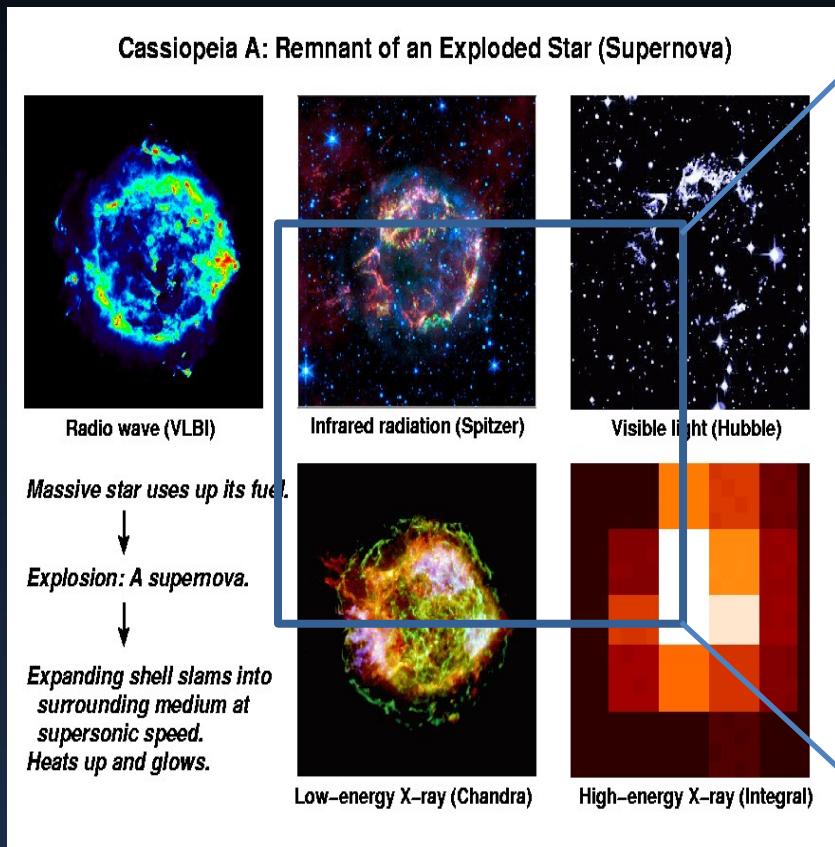 Cassiopeia A: Remnant of an Exploded Star (Supernova)
Radio wave (VLBI)
Infrared radiation (Spitzer)
Visible light (Hubble)
Massive star uses up its fuel.
Explosion: A supernova.
Expanding shell slams into
surrounding medium at
supersonic speed.
Heats up and glows.
Low-energy X-ray (Chandra)
High-energy X-ray (Integral)